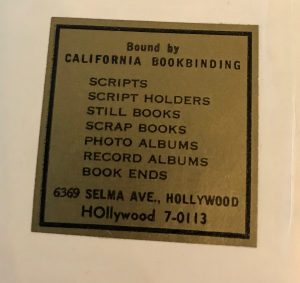 Bound by
CALIFORNIA BOOKBINDING
SCRIPTS
SCRIPT HOLDERS
STILL BOOKS
SCRAP BOOKS
PHOTO ALBUMS
RECORD ALBUMS
BOOK ENDS
6369 SELMA AVE., HOLLYWOOD
HOllywood 7-0113